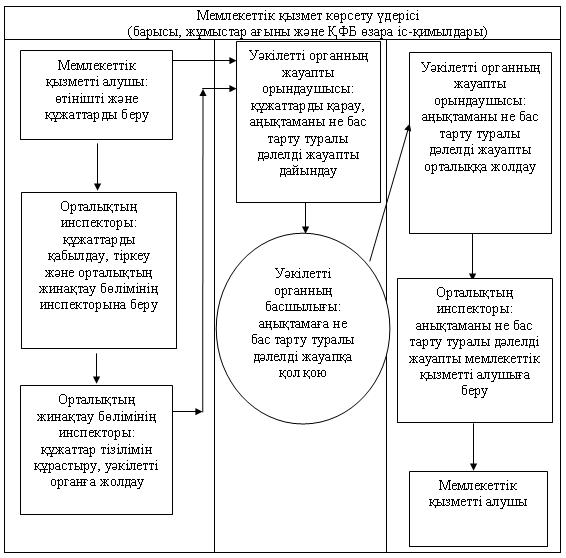 Мемлекеттік қызмет көрсету үдерісі
(барысы, жұмыстар ағыны және ҚФБ өзара іс-қимылдары)
Мемлекеттік
қызметті алушы:
өтінішті және
құжаттарды беру
Орталықтың
инспекторы:
құжаттарды
қабылдау, тіркеу
және орталықтың
жинақтау бөлімінің
инспекторына беру
Орталықтың
жинақтау бөлімінің
инспекторы:
құжаттар тізілімін
құрастыру, уәкілетті
органға жолдау
Уәкілетті органның
жауапты
орындаушысы:
құжаттарды қарау,
аңықтаманы не бас
тарту туралы
дәлелді жауапты
дайындау
Уәкілетті
органның
басшылығы:
аңықтамаға не
бас тарту туралы
дәлелді жауапқа
қол қою
Уәкілетті органның
жауапты
орындаушысы:
аңықтаманы не бас
тарту туралы
дәлелді жауапты
орталыққа жолдау
Орталықтың
инспекторы:
анықтаманы не бас
тарту туралы дәлелді
жауапты мемлекеттік
қызметті алушыға
беру
Мемлекеттік
қызметті алушы